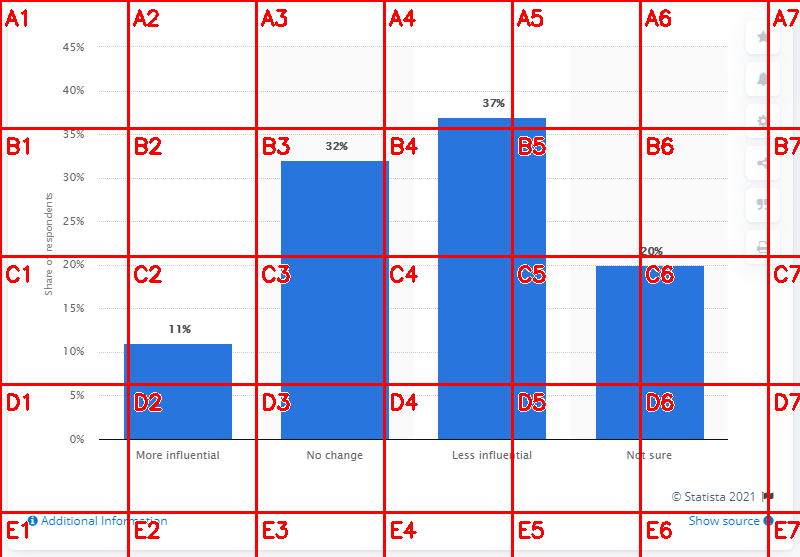 45%
40%
35%
30%
25%
20%
15%
10%
5%
0%
Share of respondents
11%
32%
37%
20%
More influential
No change
Less influential
Not sure
© Statista 2021
Additional Information
Show source
A1 A2 A3 A4 A5 A6 A7
B1 B2 B3 B4 B5 B6 B7
C1 C2 C3 C4 C5 C6 C7
D1 D2 D3 D4 D5 D6 D7
E1 E2 E3 E4 E5 E6 E7